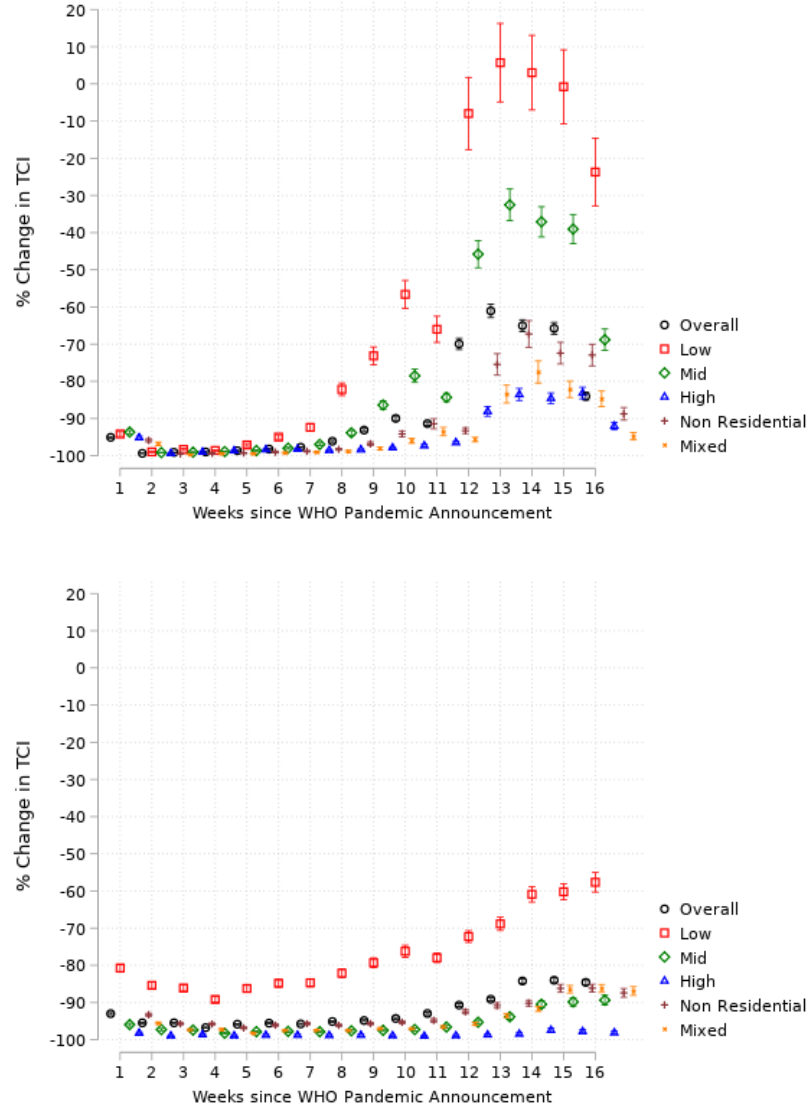 20
10
0
-10
-20
-30
-40
-50
-60
-70
-80
-90
-100
% Change in TCI
1 2 3 4 5 6 7 8 9 10 11 12 13 14 15 16
Weeks since WHO Pandemic Announcement
Overall
Low
Mid
High
Non Residential
Mixed
20
10
0
-10
-20
-30
-40
-50
-60
-70
-80
-90
-100
% Change in TCI
1 2 3 4 5 6 7 8 9 10 11 12 13 14 15 16
Weeks since WHO Pandemic Announcement
Overall
Low
Mid
High
Non Residential
Mixed